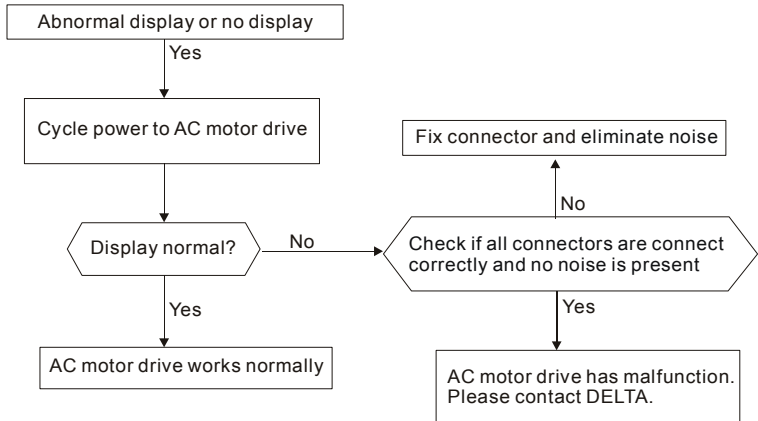 Abnormal display or no display
Yes
Cycle power to AC motor drive
Fix connector and eliminate noise
No
Display normal?
No
Check if all connectors are connect
correctly and no noise is present
Yes
Yes
AC motor drive works normally
AC motor drive has malfunction.
Please contact DELTA.